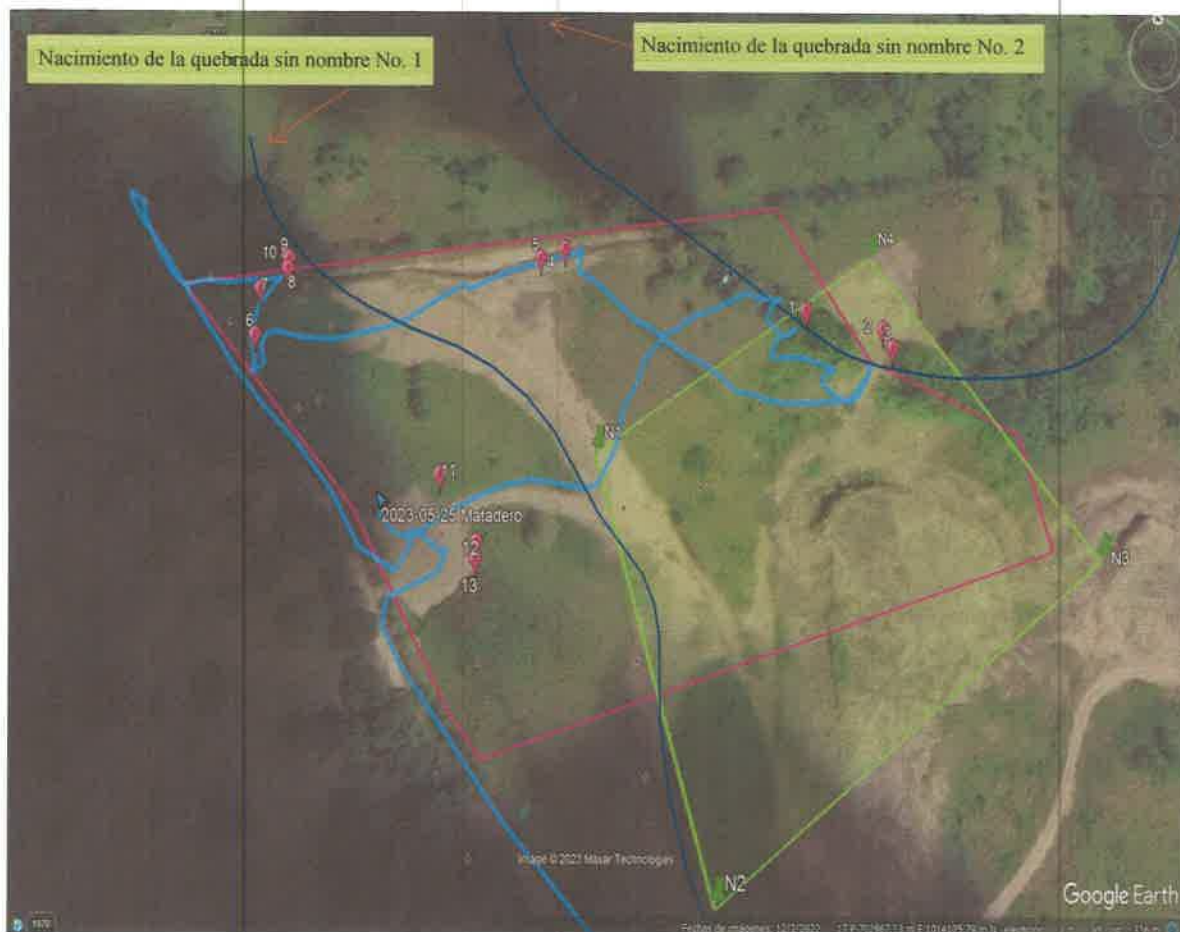 Nacimiento de la quebrada sin nombre No. 1
Nacimiento de la quebrada sin nombre No. 2
N4
9
10
8
5
4
7
6
1
2
3
N1
11
2023-05-25 Matadero
12
13
N3
N2
Image © 2023 Maxar Technologies
Google Earth
1970